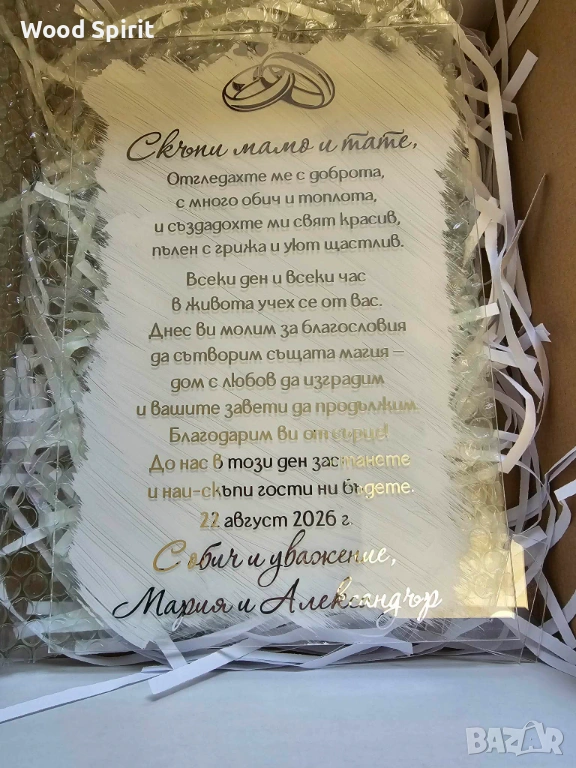 Wood Spirit
Скъпи мамо и тате,
Отгледахте ме с доброта,
с много обич и топлота,
и създадохте ми свят красив,
пълен с грижа и уют щастлив.
Всеки ден и всеки час
в живота учех се от вас.
Днес ви молим за благословия
да сътворим същата магия –
дом с любов да изградим
и вашите завети да продължим.
Благодарим ви от сърце!
До нас в този ден застанете
и най-скъпи гости ни бъдете.
22 август 2026 г.
С обич и уважение,
Мария и Александър
BAZAR